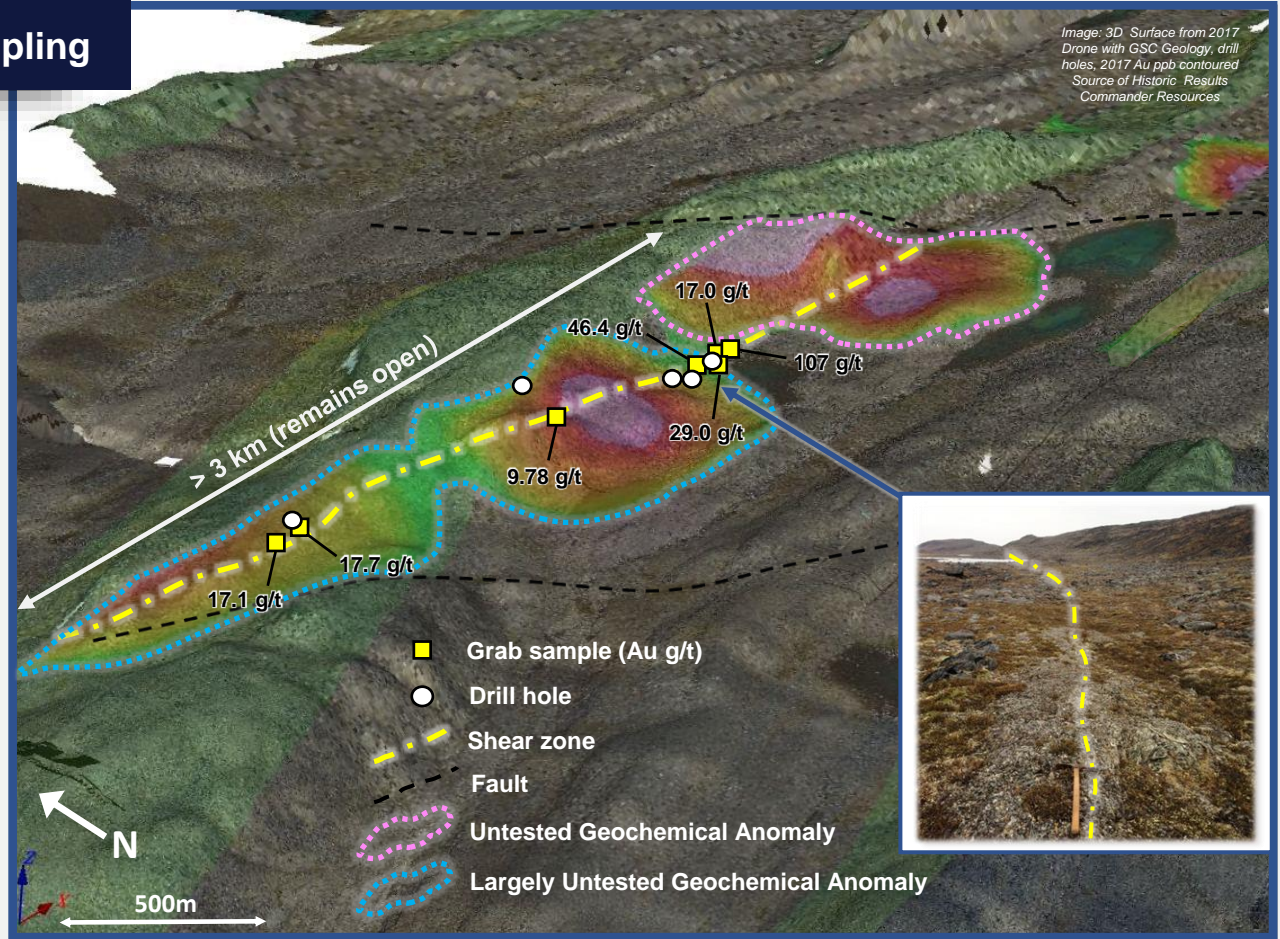 pling
Image: 3D Surface from 2017
Drone with GSC Geology, drill
holes, 2017 Au ppb contoured
Source of Historic Results
Commander Resources
> 3 km (remains open)
17.0 g/t
46.4 g/t
107 g/t
29.0 g/t
9.78 g/t
17.7 g/t
17.1 g/t
Grab sample (Au g/t)
Drill hole
Shear zone
Fault
Untested Geochemical Anomaly
Largely Untested Geochemical Anomaly
N
Z
X
500m